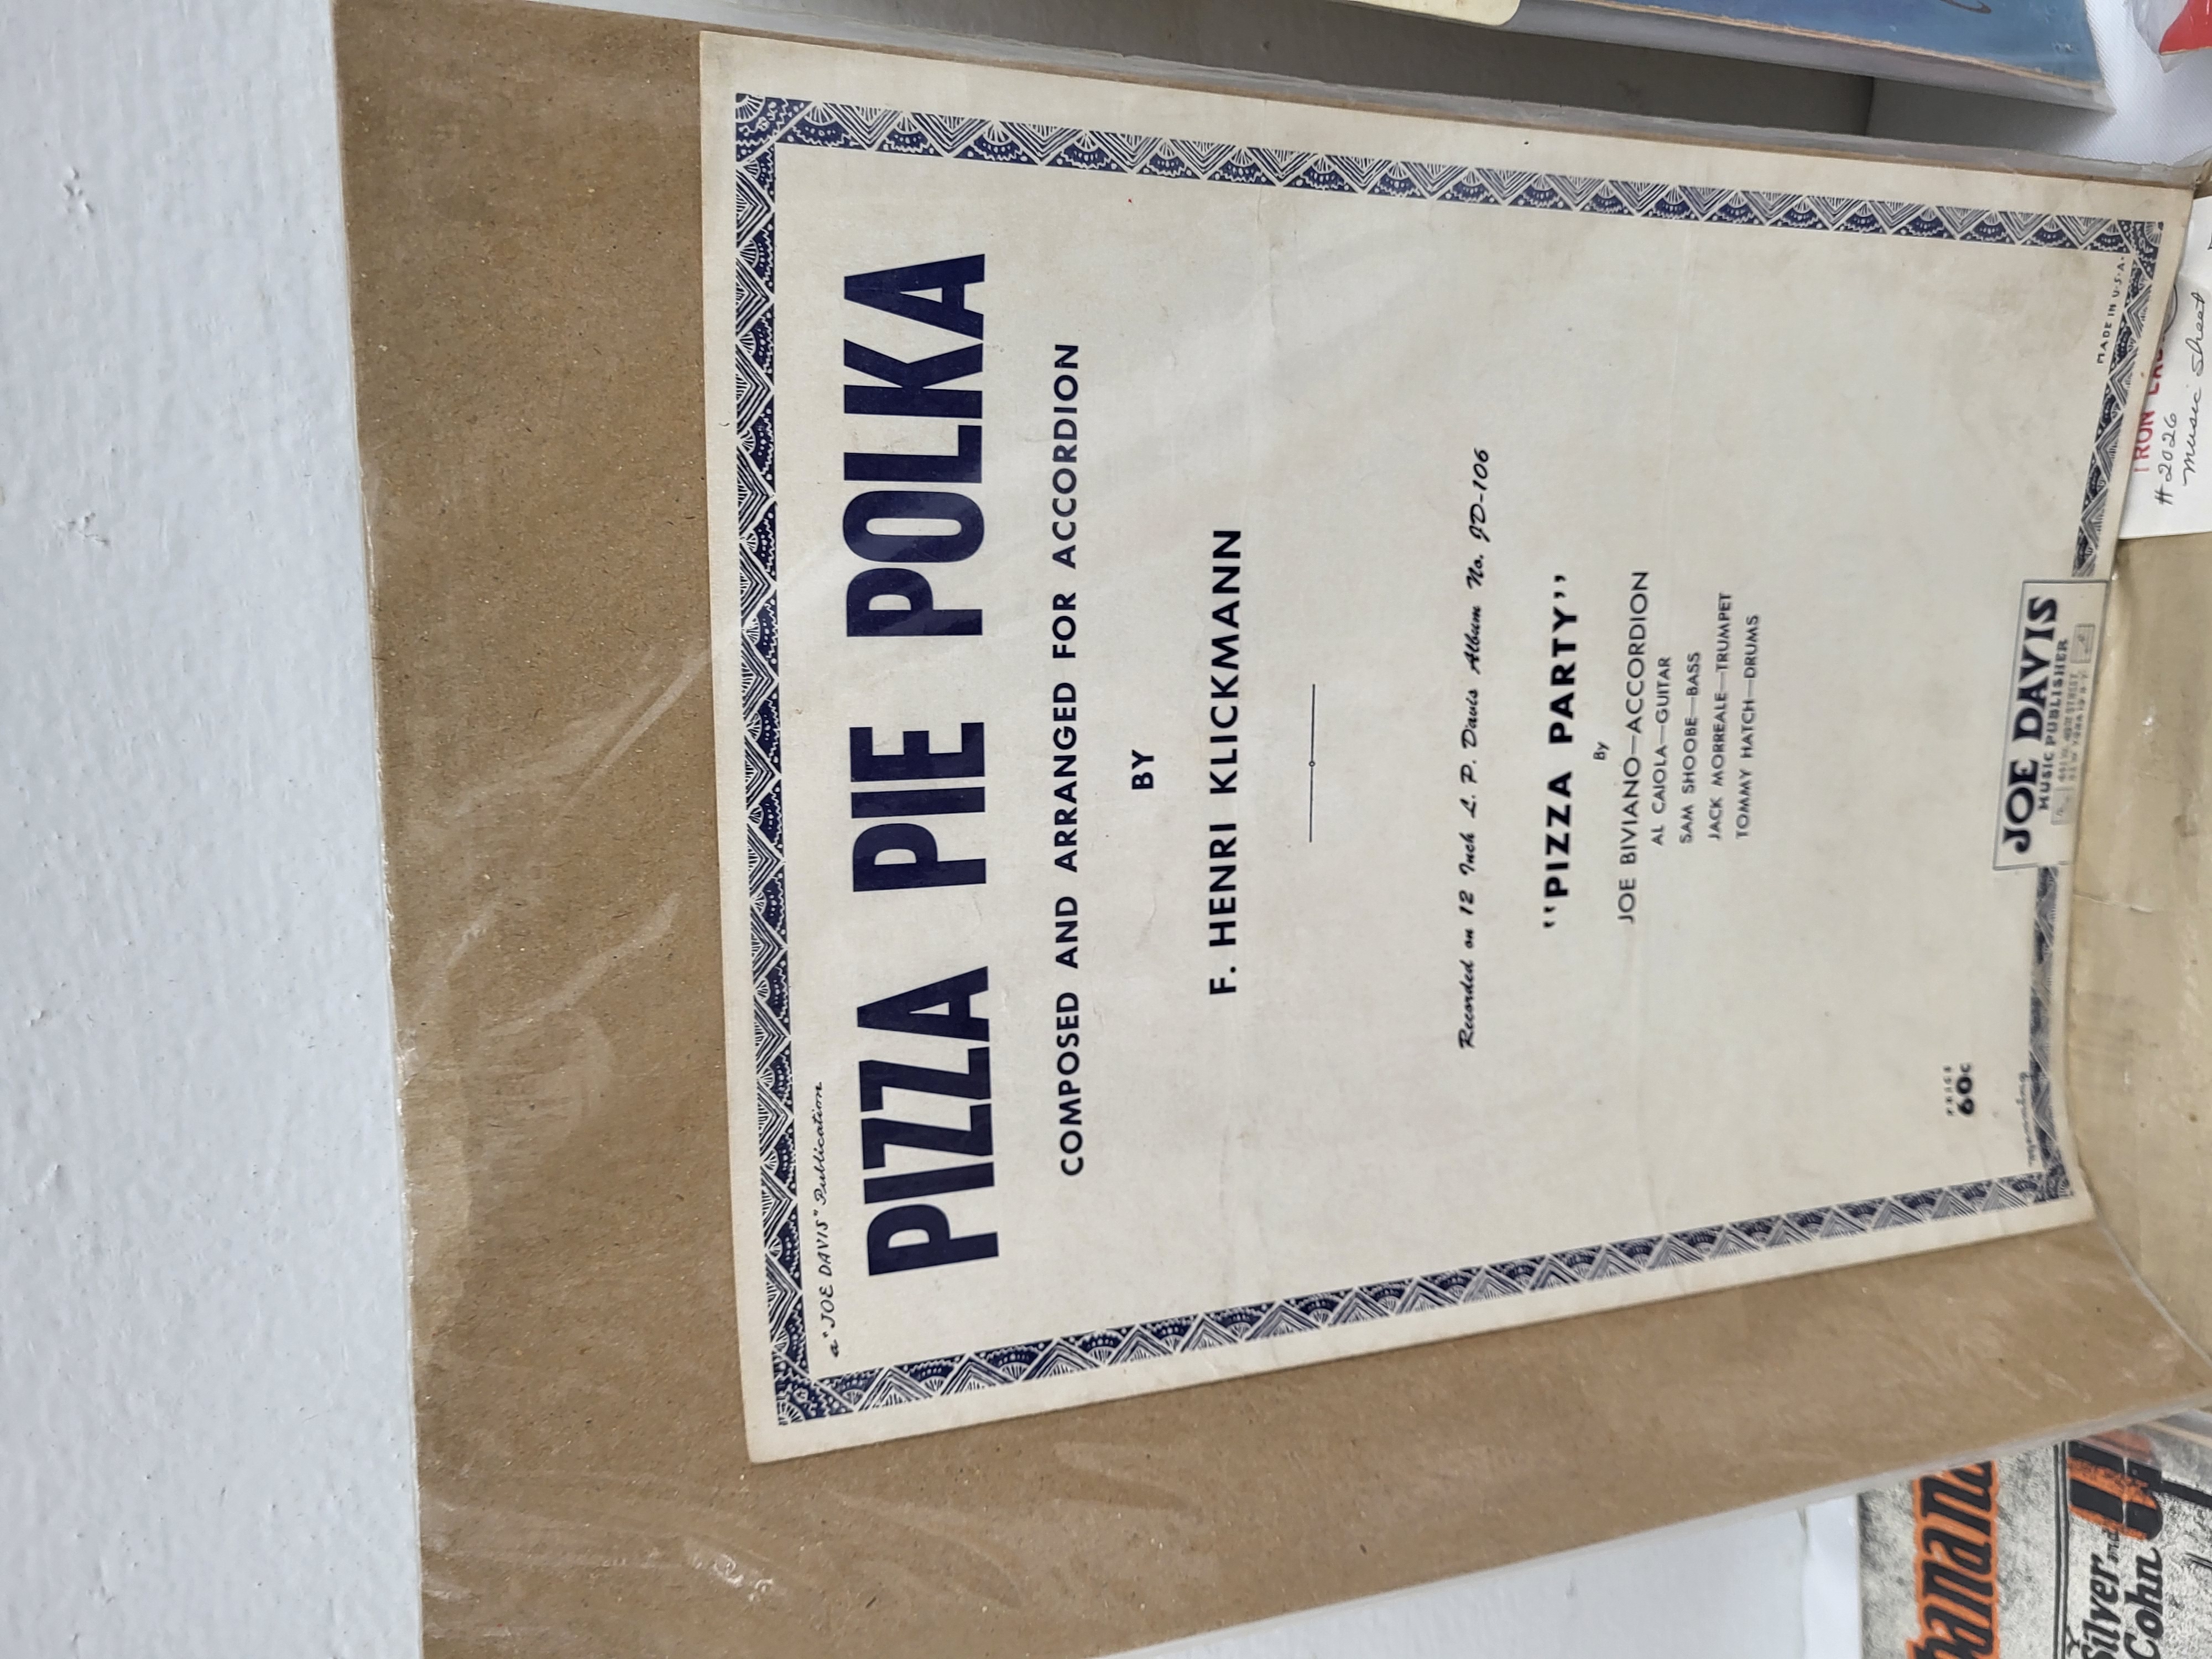 a "JOE DAVIS" Publication
PIZZA PIE POLKA
COMPOSED AND ARRANGED FOR ACCORDION
BY
F. HENRI KLICKMANN
Recorded on 12 Inch L. P. Davis Album No. JD-106
"PIZZA PARTY"
By
JOE BIVIANO—ACCORDION
AL CAIOLA—GUITAR
SAM SHOOBE—BASS
JACK MORREALE—TRUMPET
TOMMY HATCH—DRUMS
PRICE
60c
JOE DAVIS
MUSIC PUBLISHER
MADE IN U.S.A.
# 2026
music sheet
Silver and
Cohn